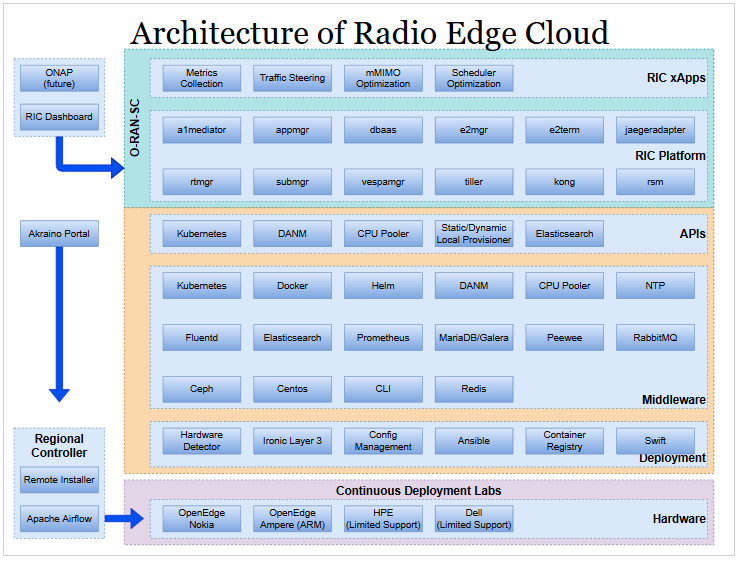 Architecture of Radio Edge Cloud
ONAP
(future)
RIC Dashboard
O-RAN-SC
Metrics
Collection
Traffic Steering
mMIMO
Optimization
Scheduler
Optimization
RIC xApps
a1mediator
appmgr
dbaas
e2mgr
e2term
jaegeradapter
RIC Platform
rtmgr
submgr
vespamgr
tiller
kong
rsm
Akraino Portal
Kubernetes
DANM
CPU Pooler
Static/Dynamic
Local Provisioner
Elasticsearch
APIs
Kubernetes
Docker
Helm
DANM
CPU Pooler
NTP
Fluentd
Elasticsearch
Prometheus
MariaDB/Galera
Peewee
RabbitMQ
Ceph
Centos
CLI
Redis
Middleware
Hardware
Detector
Ironic Layer 3
Config
Management
Ansible
Container
Registry
Swift
Deployment
Regional
Controller
Remote Installer
Apache Airflow
Continuous Deployment Labs
OpenEdge
Nokia
OpenEdge
Ampere (ARM)
HPE
(Limited Support)
Dell
(Limited Support)
Hardware